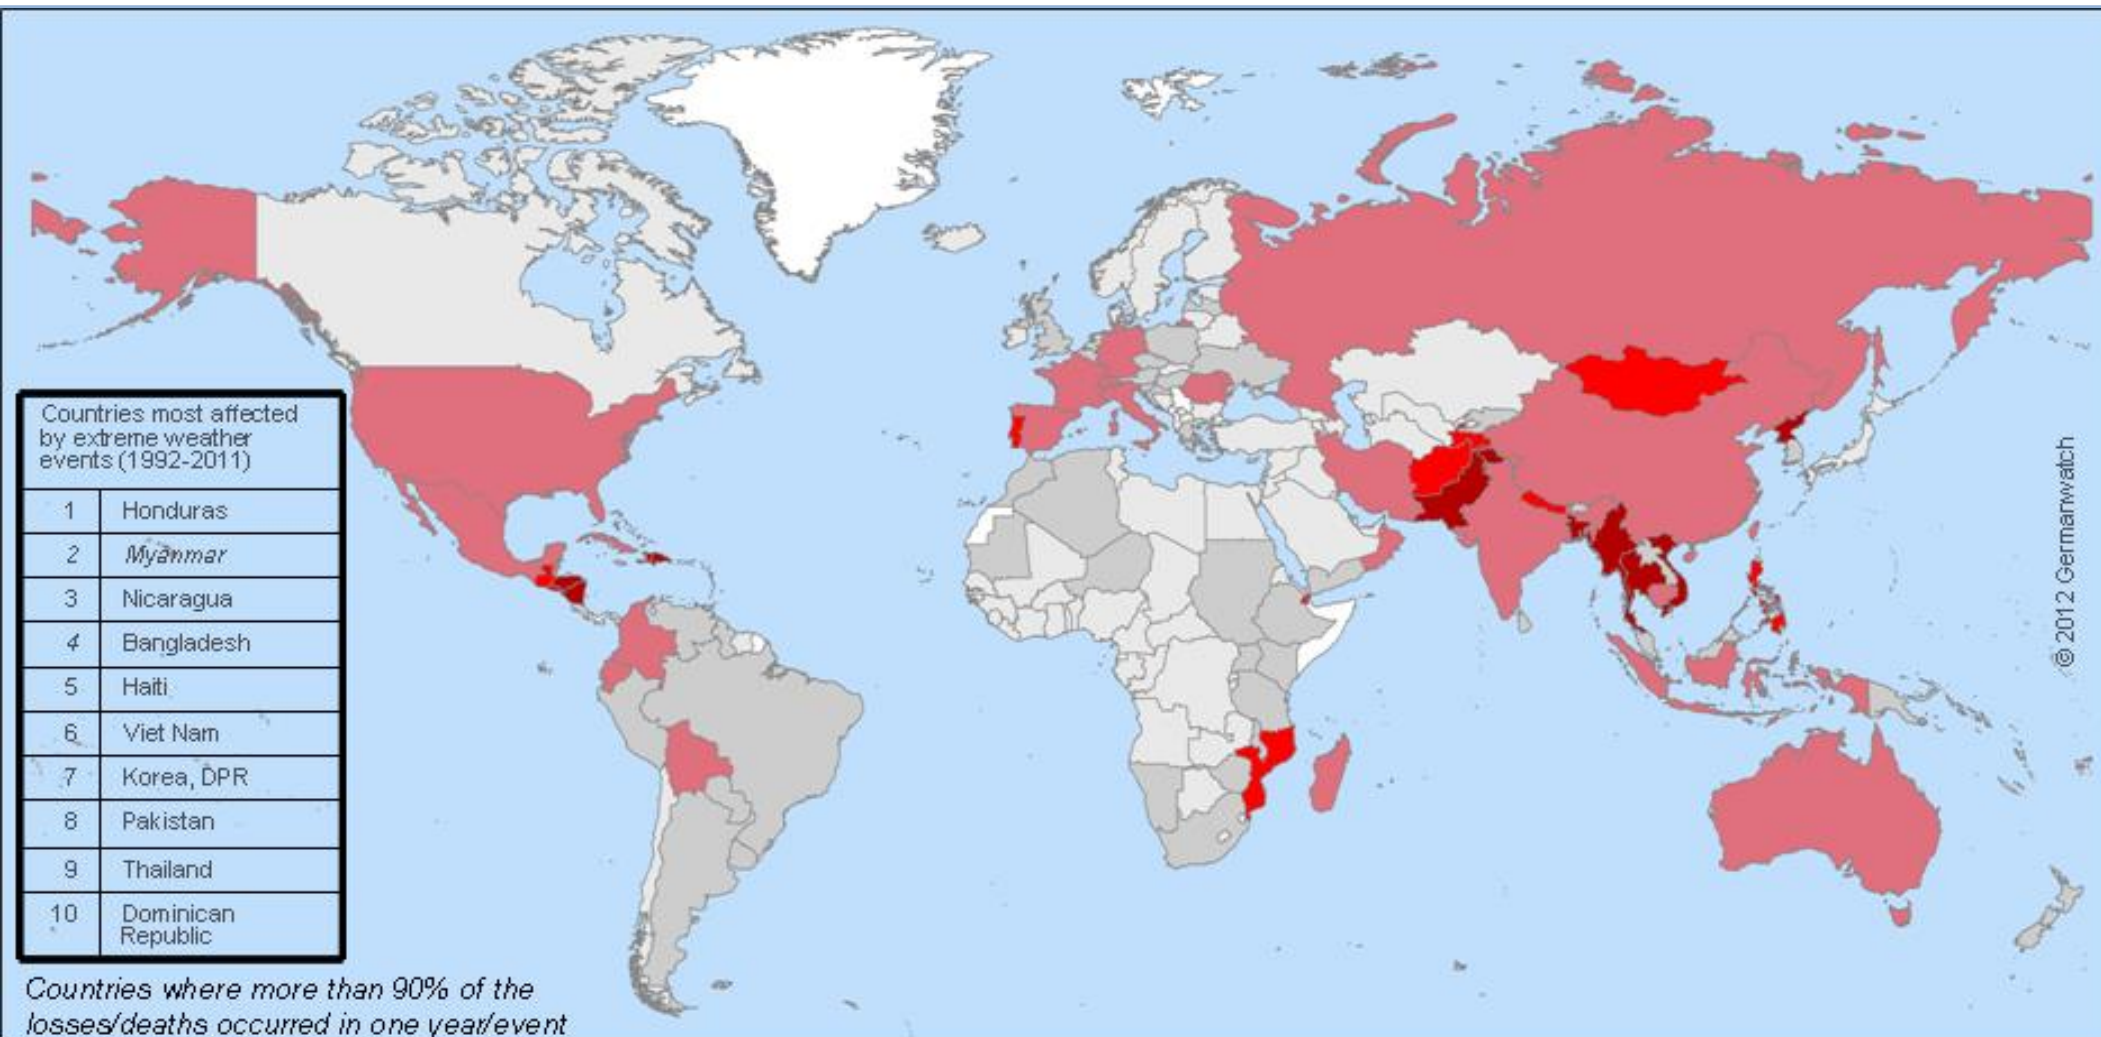 Countries most affected
by extreme weather
events (1992-2011)
1 Honduras
2 Myanmar
3 Nicaragua
4 Bangladesh
5 Haiti
6 Viet Nam
7 Korea, DPR
8 Pakistan
9 Thailand
10 Dominican
Republic
Countries where more than 90% of the
losses/deaths occurred in one year/event
© 2012 Germanwatch